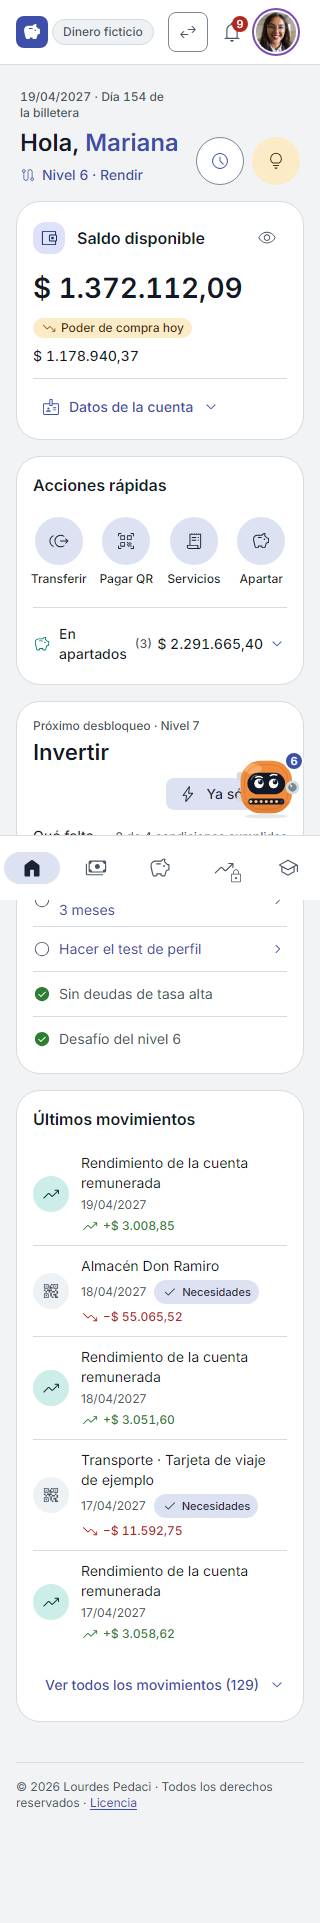 Dinero ficticio
9
19/04/2027 · Día 154 de
la billetera
Hola, Mariana
Nivel 6 · Rendir
Saldo disponible
$ 1.372.112,09
Poder de compra hoy
$ 1.178.940,37
Datos de la cuenta
Acciones rápidas
Transferir
Pagar QR
Servicios
Apartar
En
apartados
(3) $ 2.291.665,40
Próximo desbloqueo · Nivel 7
Invertir
6
Ya
3 meses
Hacer el test de perfil
Sin deudas de tasa alta
Desafío del nivel 6
Últimos movimientos
Rendimiento de la cuenta
remunerada
19/04/2027
+$ 3.008,85
Almacén Don Ramiro
18/04/2027 Necesidades
−$ 55.065,52
Rendimiento de la cuenta
remunerada
18/04/2027
+$ 3.051,60
Transporte · Tarjeta de viaje
de ejemplo
17/04/2027 Necesidades
−$ 11.592,75
Rendimiento de la cuenta
remunerada
17/04/2027
+$ 3.058,62
Ver todos los movimientos (129)
© 2026 Lourdes Pedaci · Todos los derechos
reservados · Licencia